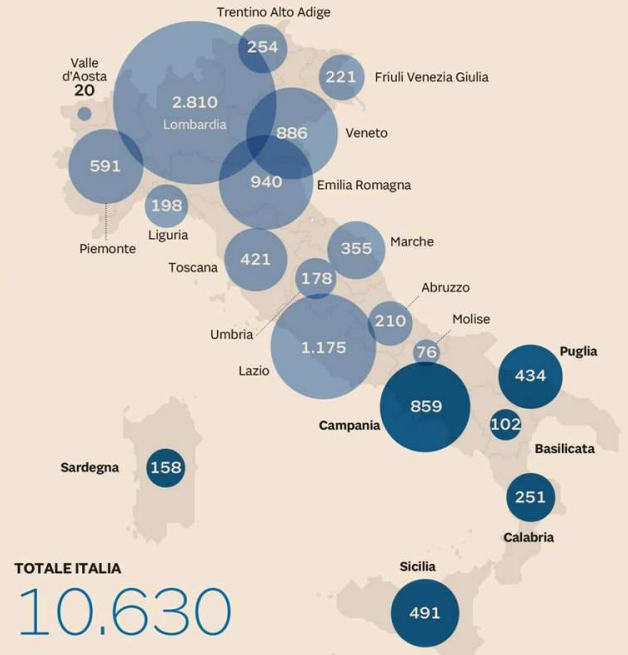 Trentino Alto Adige
254
Valle
d'Aosta
20
221
Friuli Venezia Giulia
2.810
Lombardia
886
Veneto
591
940
Emilia Romagna
198
Liguria
Piemonte
421
Toscana
355
Marche
178
Umbria
Abruzzo
210
Molise
76
1.175
Lazio
Puglia
434
859
Campania
102
Basilicata
Sardegna
158
251
Calabria
TOTALE ITALIA
10.630
Sicilia
491